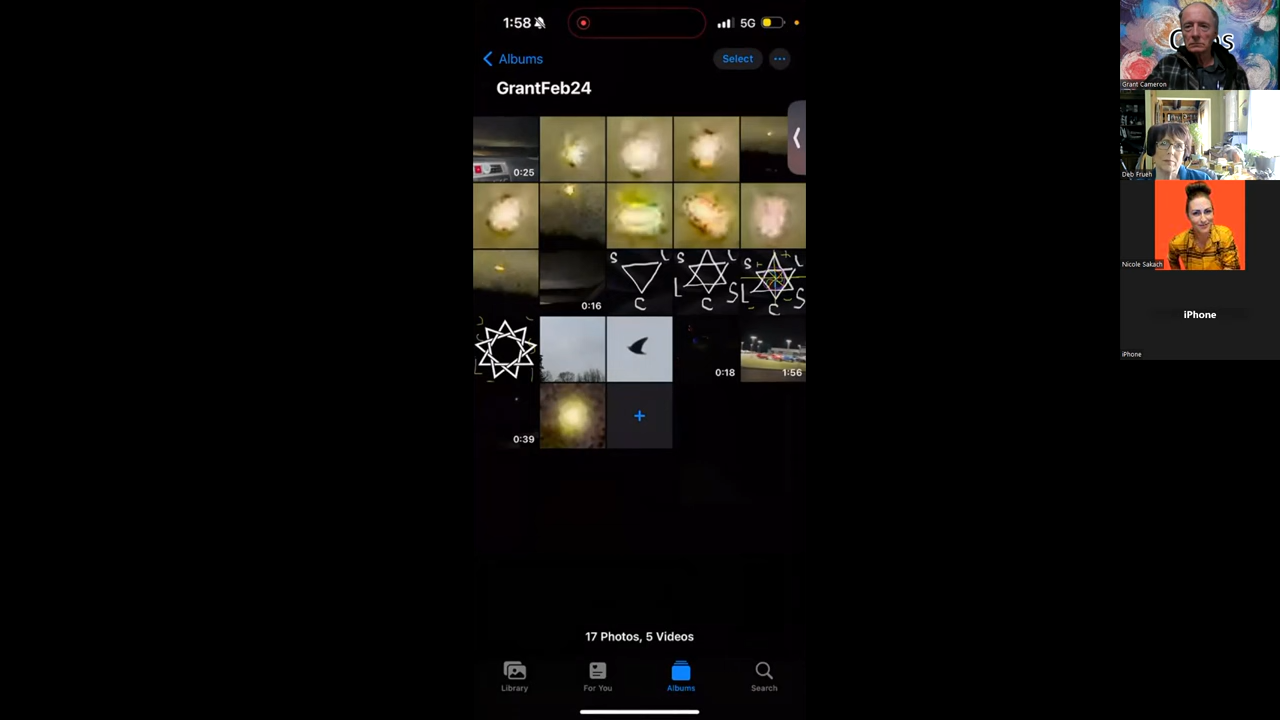 1:58
5G
Albums
Select
GrantFeb24
0:25
0:16
S L
C
S L
L S
C
S L
L S
C
0:18
1:56
0:39
17 Photos, 5 Videos
Library
For You
Albums
Search
Grant Cameron
Deb Frueh
Nicole Sakach
iPhone
iPhone